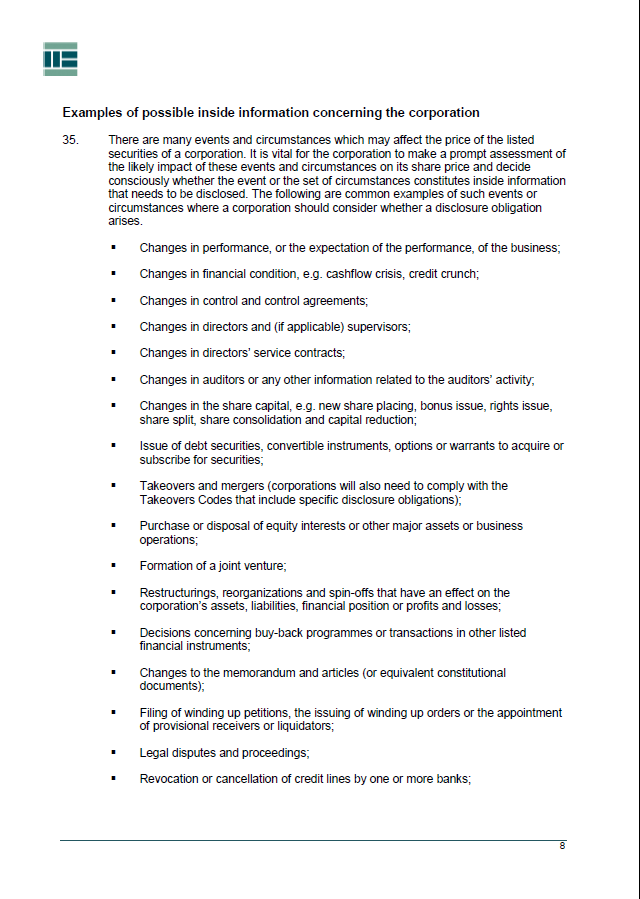 Examples of possible inside information concerning the corporation
35. There are many events and circumstances which may affect the price of the listed
securities of a corporation. It is vital for the corporation to make a prompt assessment of
the likely impact of these events and circumstances on its share price and decide
consciously whether the event or the set of circumstances constitutes inside information
that needs to be disclosed. The following are common examples of such events or
circumstances where a corporation should consider whether a disclosure obligation
arises.
▪ Changes in performance, or the expectation of the performance, of the business;
▪ Changes in financial condition, e.g. cashflow crisis, credit crunch;
▪ Changes in control and control agreements;
▪ Changes in directors and (if applicable) supervisors;
▪ Changes in directors' service contracts;
▪ Changes in auditors or any other information related to the auditors' activity;
▪ Changes in the share capital, e.g. new share placing, bonus issue, rights issue,
share split, share consolidation and capital reduction;
▪ Issue of debt securities, convertible instruments, options or warrants to acquire or
subscribe for securities;
▪ Takeovers and mergers (corporations will also need to comply with the
Takeovers Codes that include specific disclosure obligations);
▪ Purchase or disposal of equity interests or other major assets or business
operations;
▪ Formation of a joint venture;
▪ Restructurings, reorganizations and spin-offs that have an effect on the
corporation's assets, liabilities, financial position or profits and losses;
▪ Decisions concerning buy-back programmes or transactions in other listed
financial instruments;
▪ Changes to the memorandum and articles (or equivalent constitutional
documents);
▪ Filing of winding up petitions, the issuing of winding up orders or the appointment
of provisional receivers or liquidators;
▪ Legal disputes and proceedings;
▪ Revocation or cancellation of credit lines by one or more banks;
8